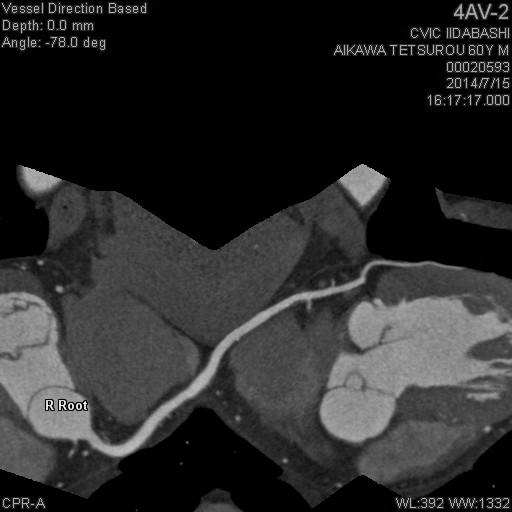 Vessel Direction Based
Depth: 0.0 mm
Angle: -78.0 deg
4AV-2
CVIC IIDABASHI
AIKAWA TETSUROU 60Y M
00020593
2014/7/15
16:17:17.000
R Root
CPR-A
WL:392 WW:1332